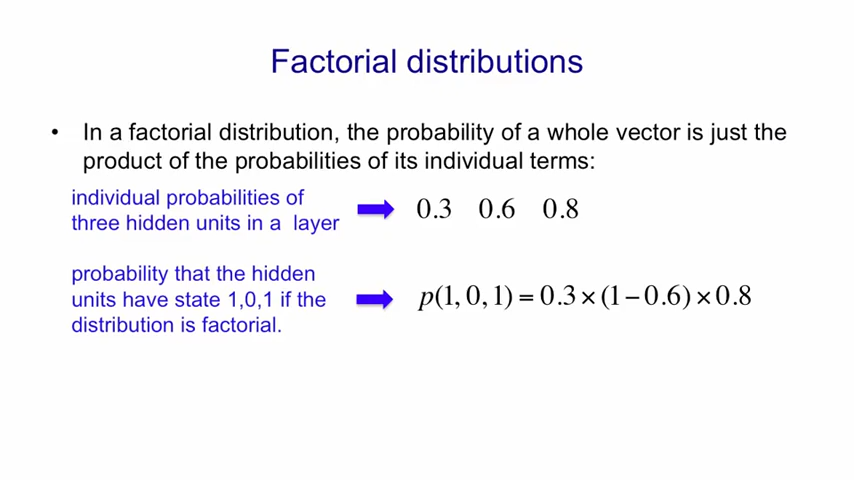 Factorial distributions
• In a factorial distribution, the probability of a whole vector is just the
product of the probabilities of its individual terms:
individual probabilities of
three hidden units in a layer
0.3 0.6 0.8
probability that the hidden
units have state 1,0,1 if the
distribution is factorial.
p(1, 0, 1) = 0.3 × (1 − 0.6) × 0.8